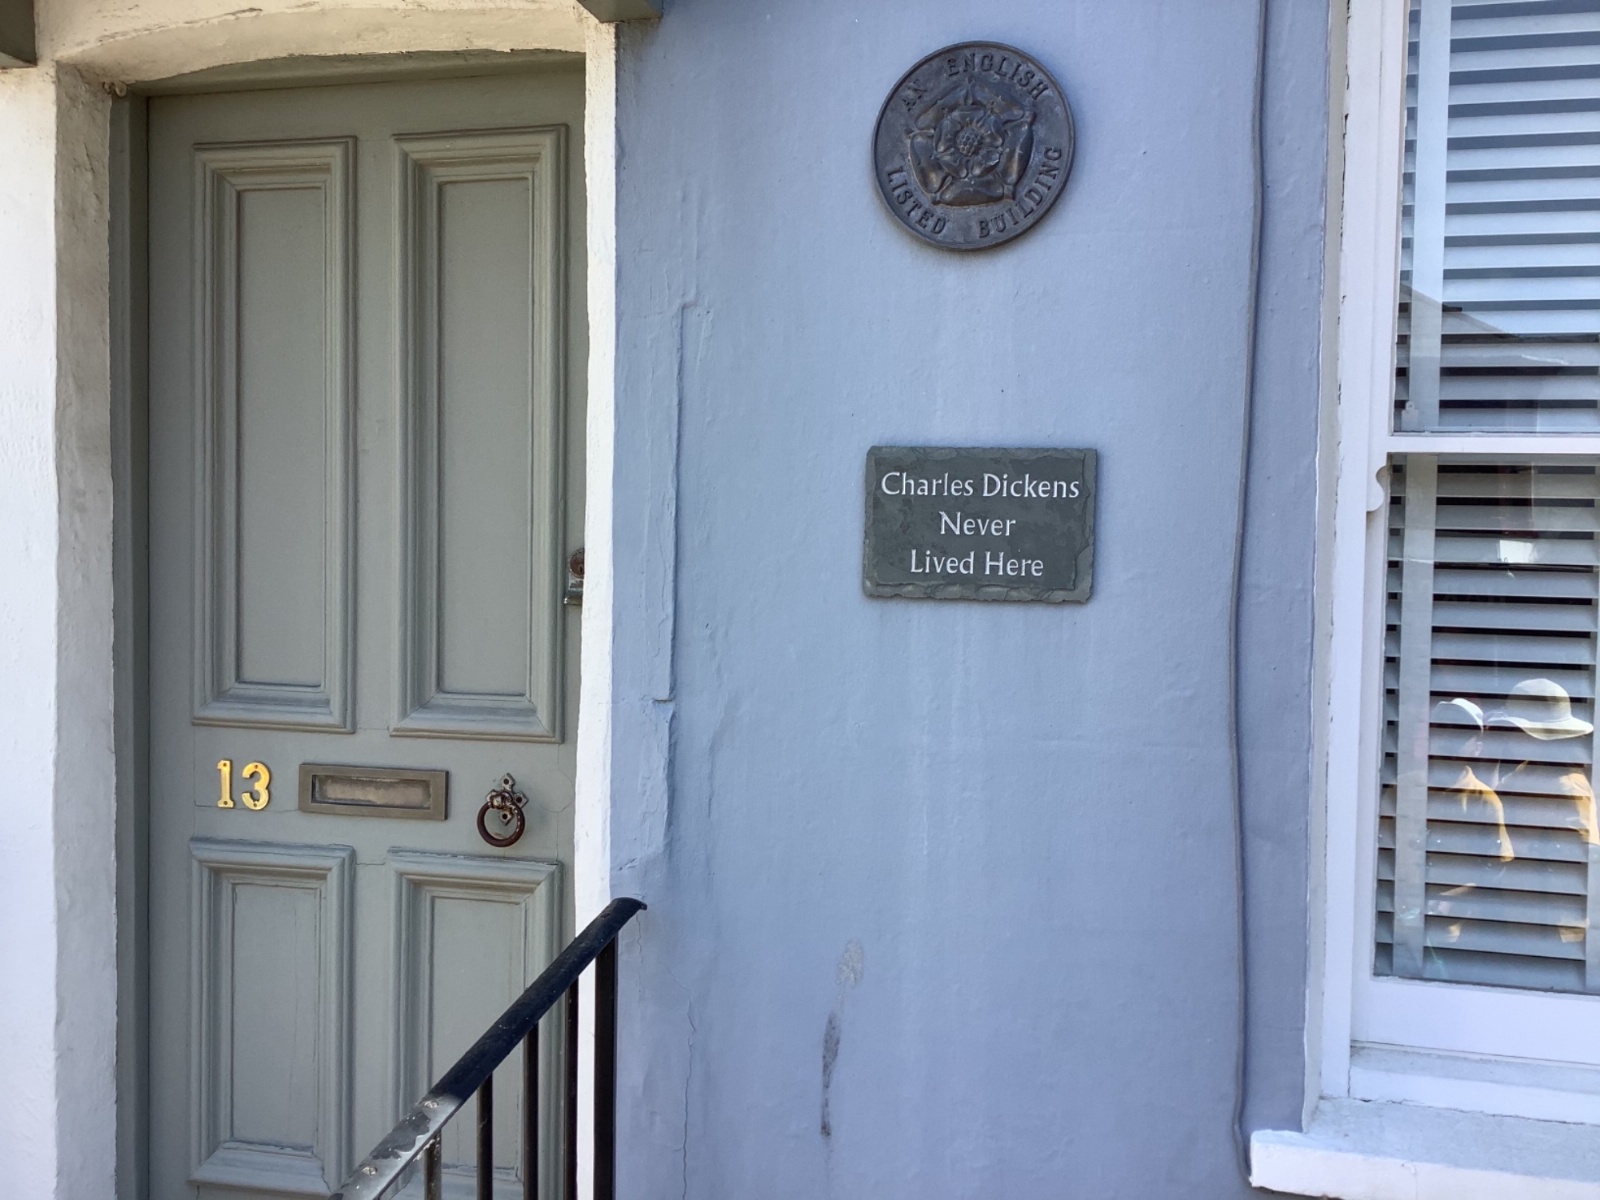 AN ENGLISH
LISTED BUILDING
Charles Dickens
Never
Lived Here
13